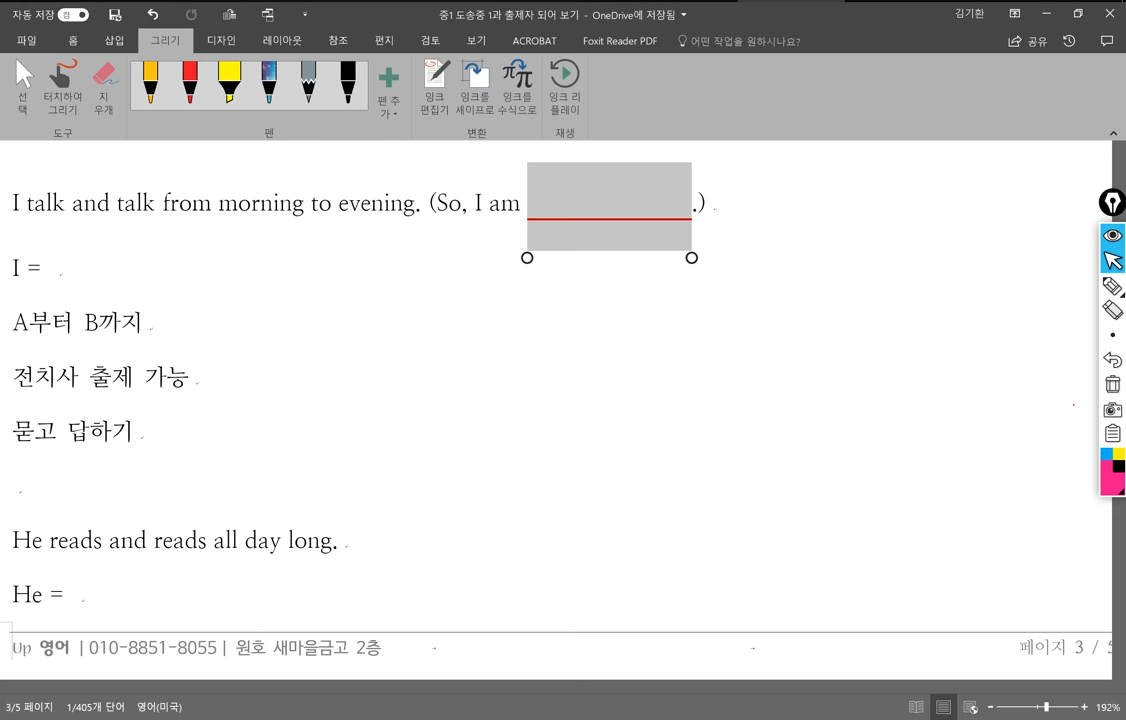 자동 저장 켬 중1 도송중 1과 출제자 되어 보기 - OneDrive에 저장됨 김기환
파일 홈 삽입 그리기 디자인 레이아웃 참조 편지 검토 보기 ACROBAT Foxit Reader PDF 어떤 작업을 원하시나요? 공유
선택 터치하여 그리기 지우개 펜 추가 잉크 편집기 잉크를 셰이프로 잉크를 수식으로 잉크 리플레이
도구 펜 변환 재생
I talk and talk from morning to evening. (So, I am .)
I =
A부터 B까지
전치사 출제 가능
묻고 답하기
He reads and reads all day long.
He =
Up 영어 | 010-8851-8055 | 원호 새마을금고 2층 페이지 3 / 5
3/5 페이지 1/405개 단어 영어(미국) 192%